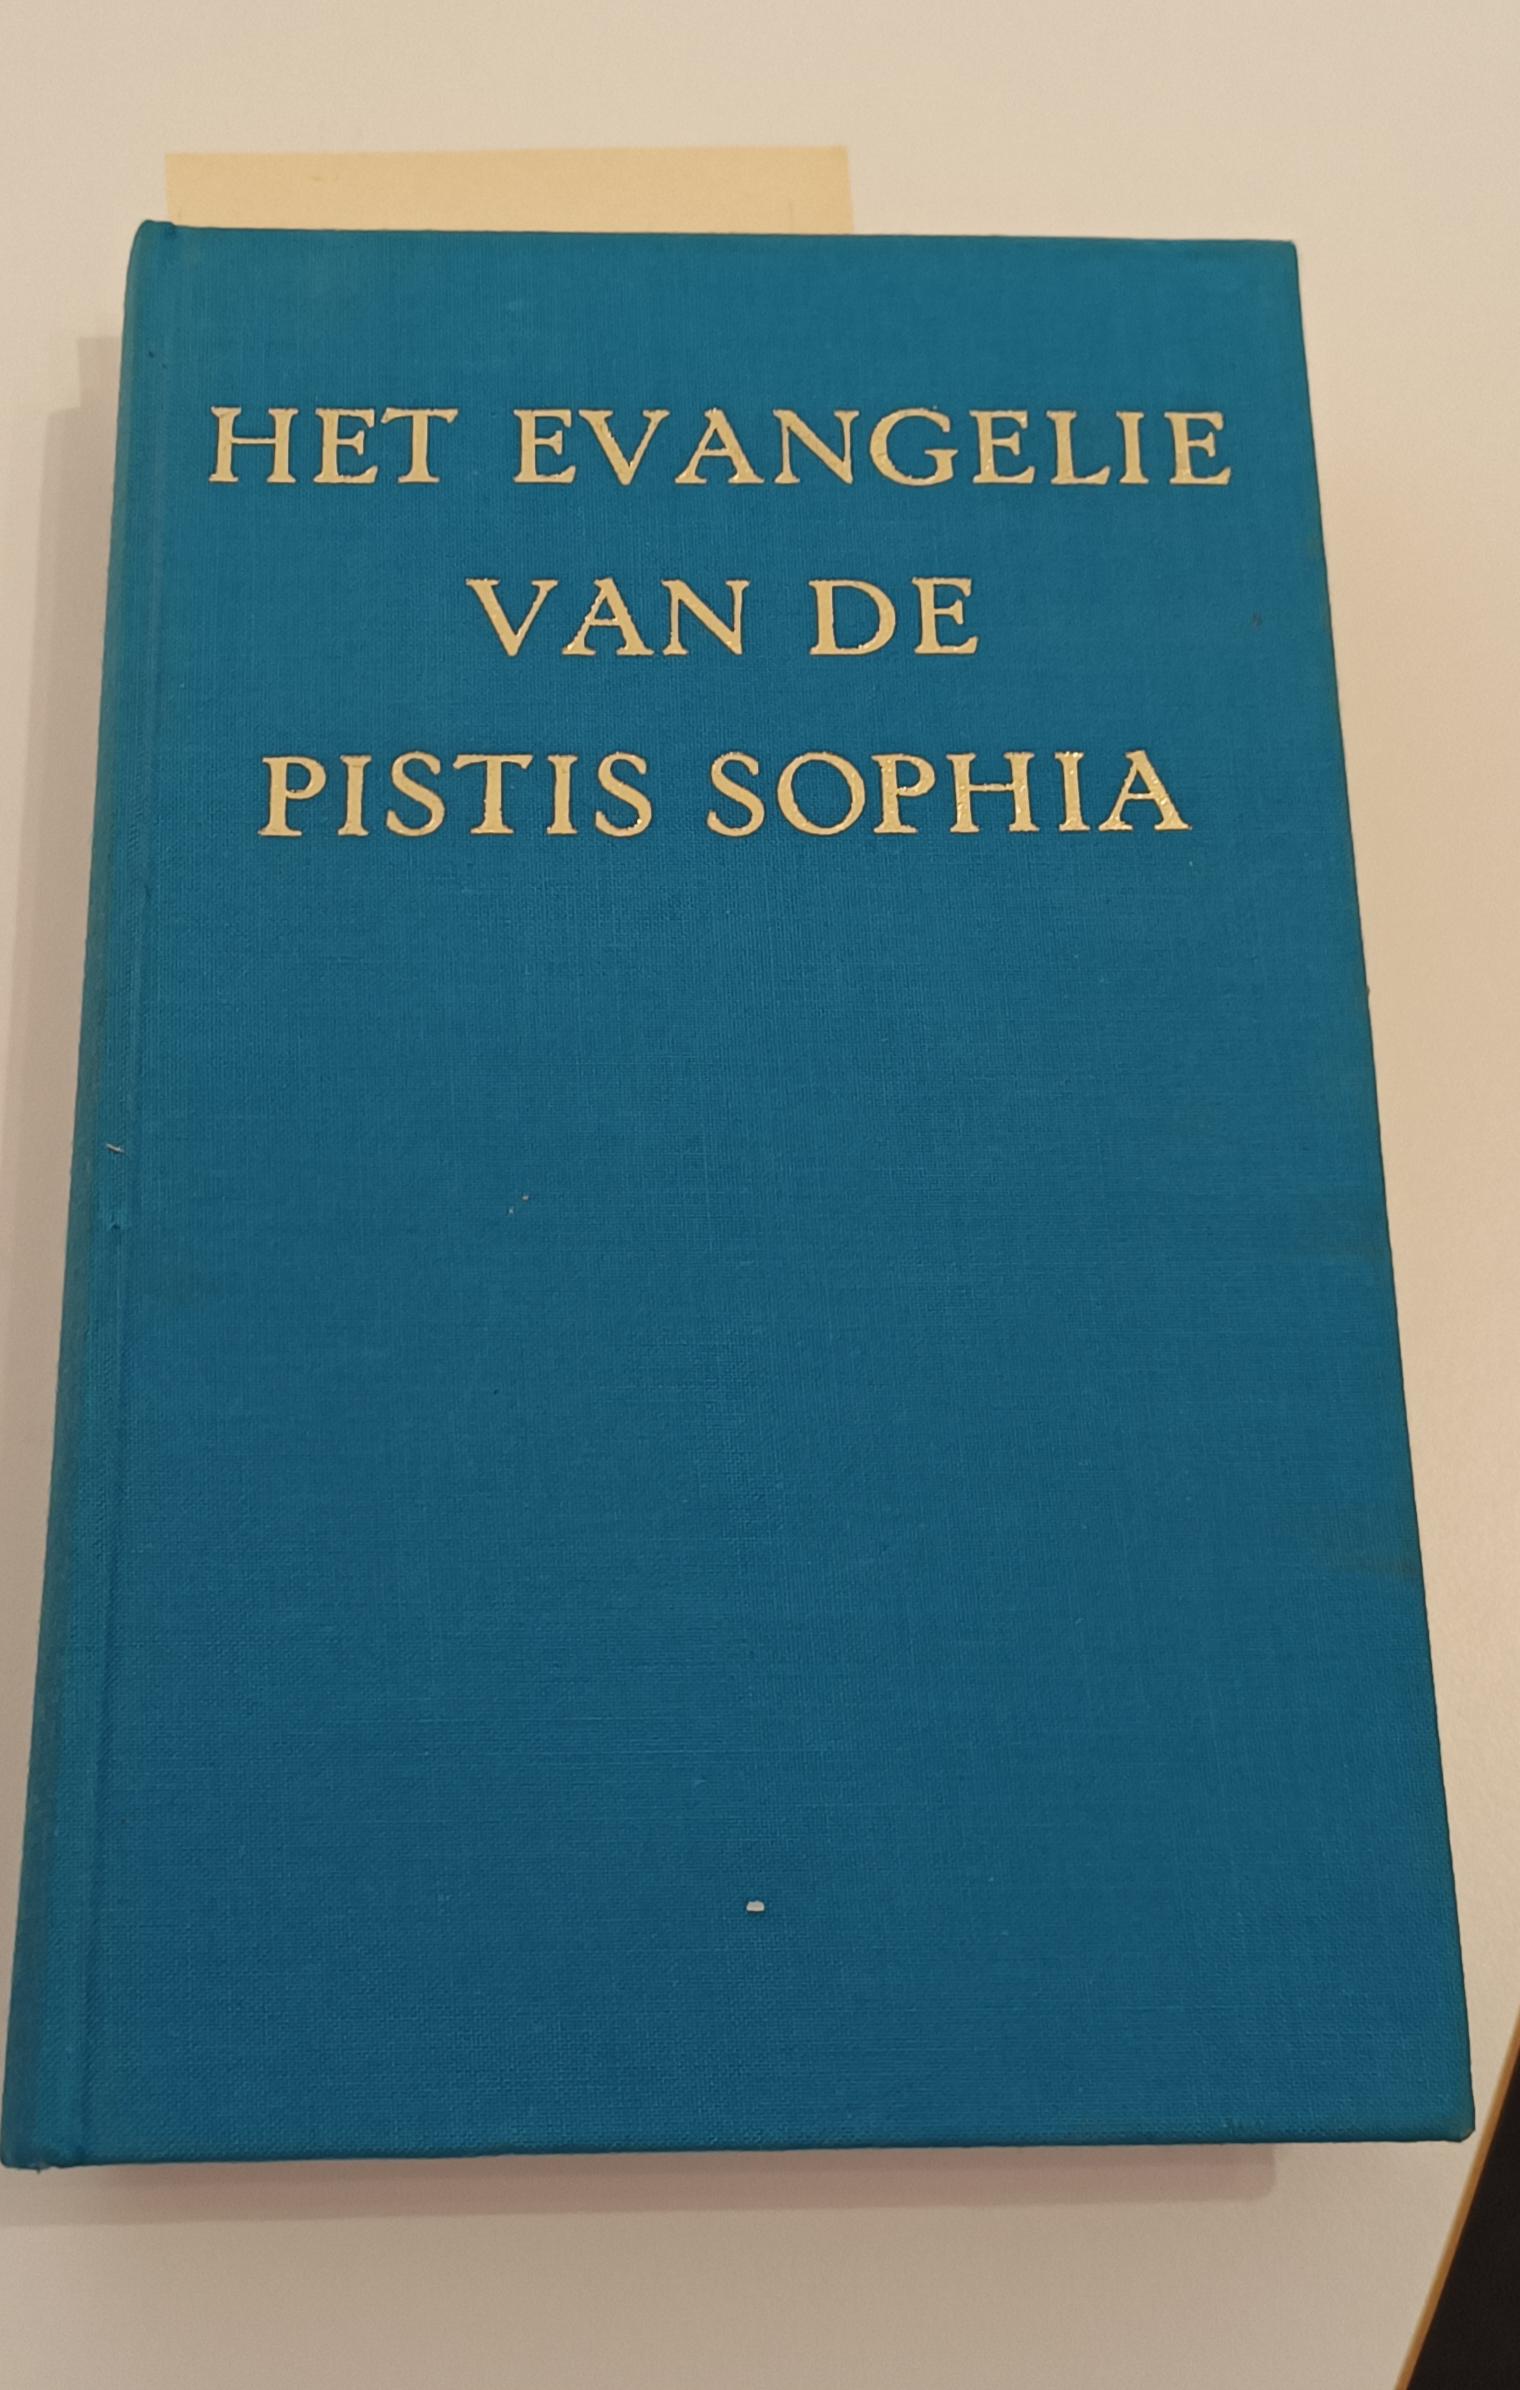 HET EVANGELIE
VAN DE
PISTIS SOPHIA